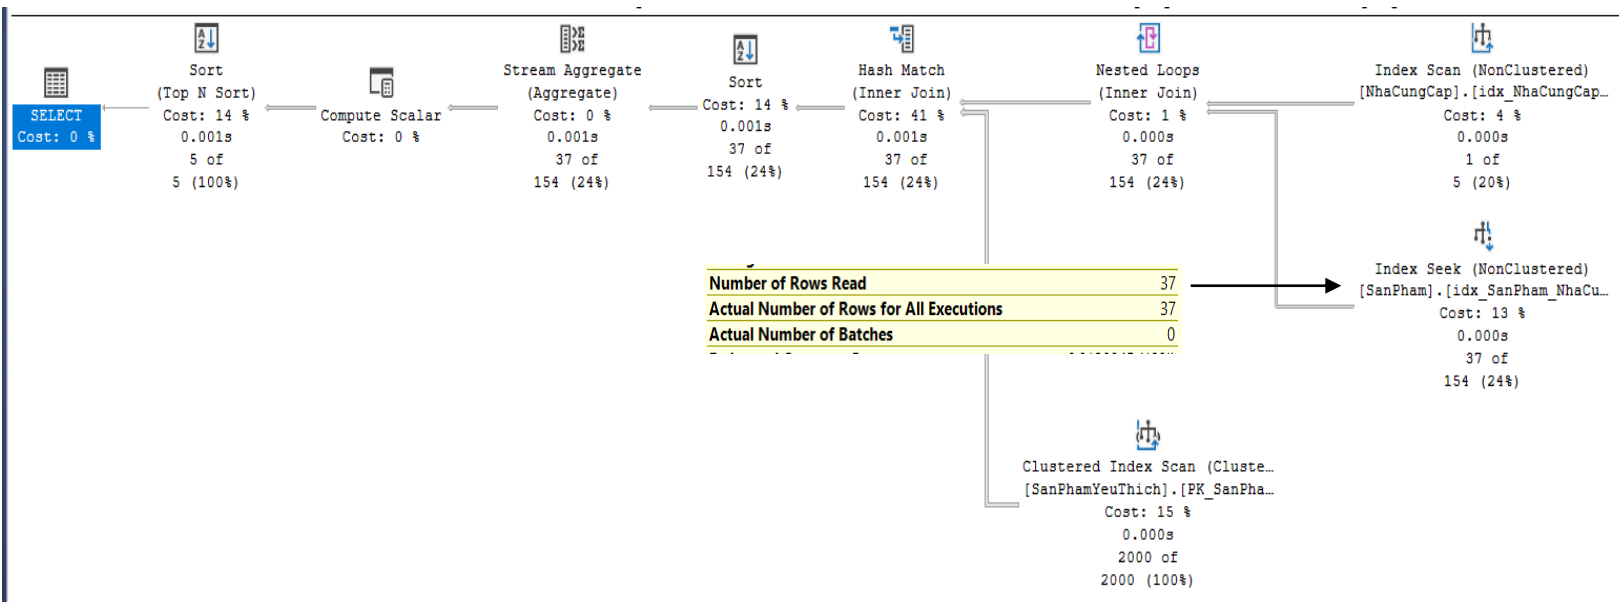 SELECT
Cost: 0 %
Sort
(Top N Sort)
Cost: 14 %
0.001s
5 of
5 (100%)
Compute Scalar
Cost: 0 %
Stream Aggregate
(Aggregate)
Cost: 0 %
0.001s
37 of
154 (24%)
Sort
Cost: 14 %
0.001s
37 of
154 (24%)
Hash Match
(Inner Join)
Cost: 41 %
0.001s
37 of
154 (24%)
Nested Loops
(Inner Join)
Cost: 1 %
0.000s
37 of
154 (24%)
Index Scan (NonClustered)
[NhaCungCap].[idx_NhaCungCap…
Cost: 4 %
0.000s
1 of
5 (20%)
Number of Rows Read 37
Actual Number of Rows for All Executions 37
Actual Number of Batches 0
Index Seek (NonClustered)
[SanPham].[idx_SanPham_NhaCu…
Cost: 13 %
0.000s
37 of
154 (24%)
Clustered Index Scan (Cluste…
[SanPhamYeuThich].[PK_SanPha…
Cost: 15 %
0.000s
2000 of
2000 (100%)